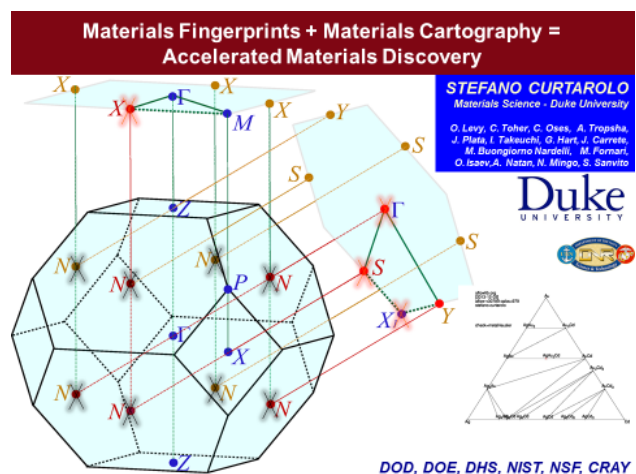 Materials Fingerprints + Materials Cartography =
Accelerated Materials Discovery
STEFANO CURTAROLO
Materials Science - Duke University
O. Levy, C. Toher, C. Oses, A. Tropsha,
J. Plata, I. Takeuchi, G. Hart, J. Carrete,
M. Buongiorno Nardelli, M. Fornari,
O. Isaev, A. Natan, N. Mingo, S. Sanvito
Duke
UNIVERSITY
X
X
Γ
X
X
M
Y
S
S
Γ
S
S
X₁
Y
Z
N
N
N
N
P
Γ
X
N
N
N
N
Z
DOD, DOE, DHS, NIST, NSF, CRAY